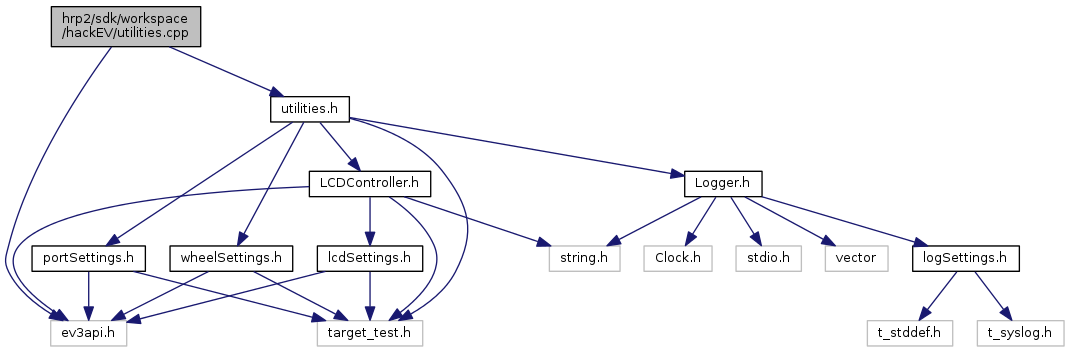 hrp2/sdk/workspace
/hackEV/utilities.cpp
utilities.h
LCDController.h
Logger.h
portSettings.h
wheelSettings.h
lcdSettings.h
string.h
Clock.h
stdio.h
vector
logSettings.h
ev3api.h
target_test.h
t_stddef.h
t_syslog.h